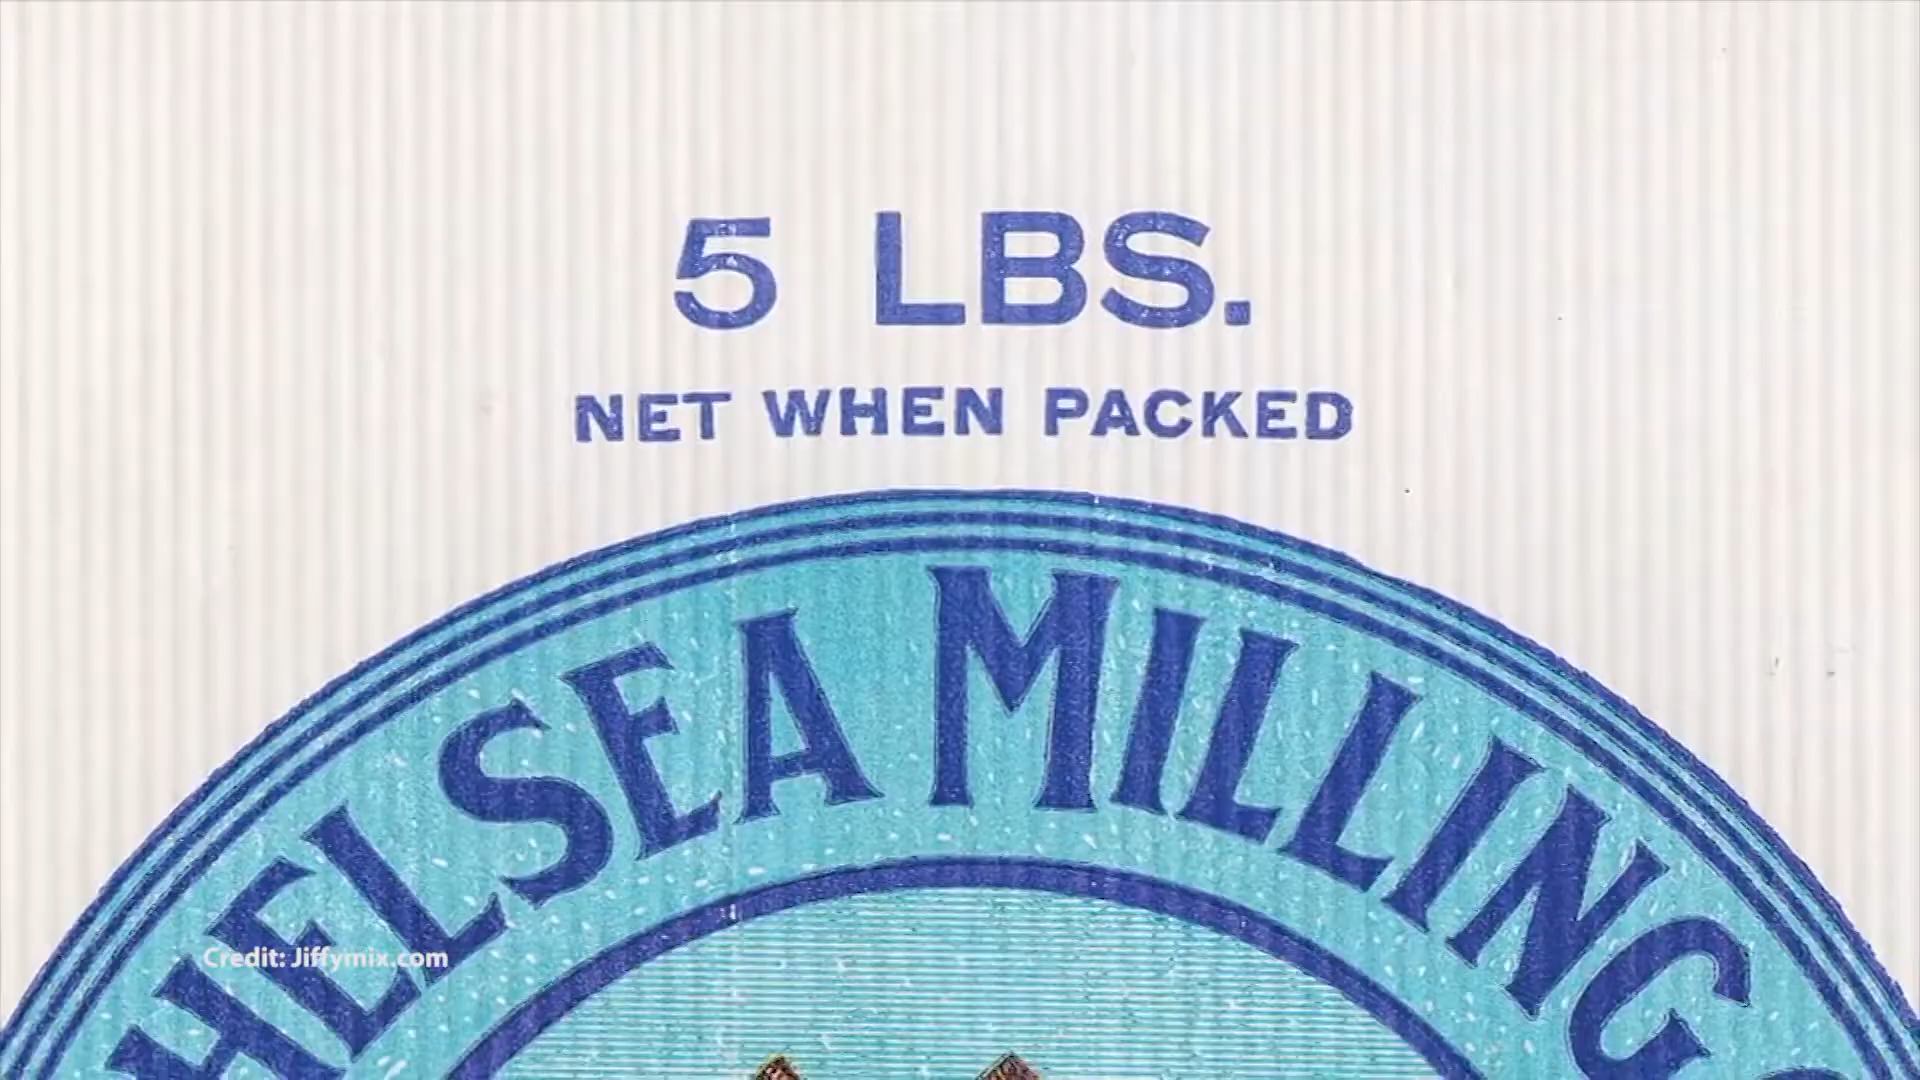 5 LBS.
NET WHEN PACKED
HELSEA MILLING
Credit: Jiffymix.com